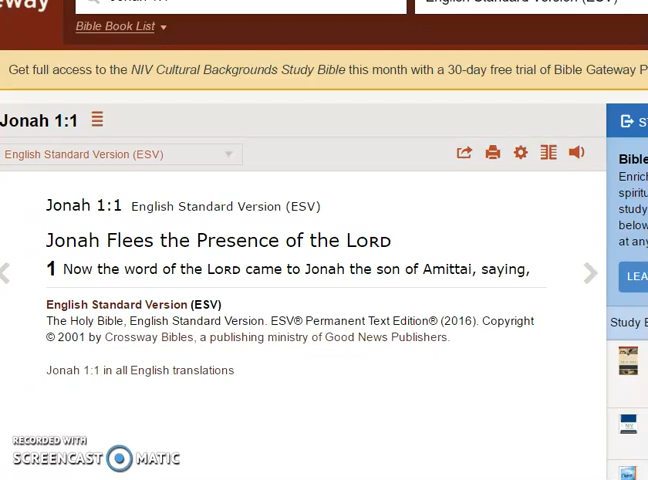 Bible Book List
Get full access to the NIV Cultural Backgrounds Study Bible this month with a 30-day free trial of Bible Gateway P
Jonah 1:1
English Standard Version (ESV)
Jonah 1:1 English Standard Version (ESV)
Jonah Flees the Presence of the LORD
1 Now the word of the LORD came to Jonah the son of Amittai, saying,
English Standard Version (ESV)
The Holy Bible, English Standard Version. ESV® Permanent Text Edition® (2016). Copyright
© 2001 by Crossway Bibles, a publishing ministry of Good News Publishers.
Jonah 1:1 in all English translations
Bible
Enric
spiritu
study
below
at any
LEA
Study E
RECORDED WITH
SCREENCAST MATIC